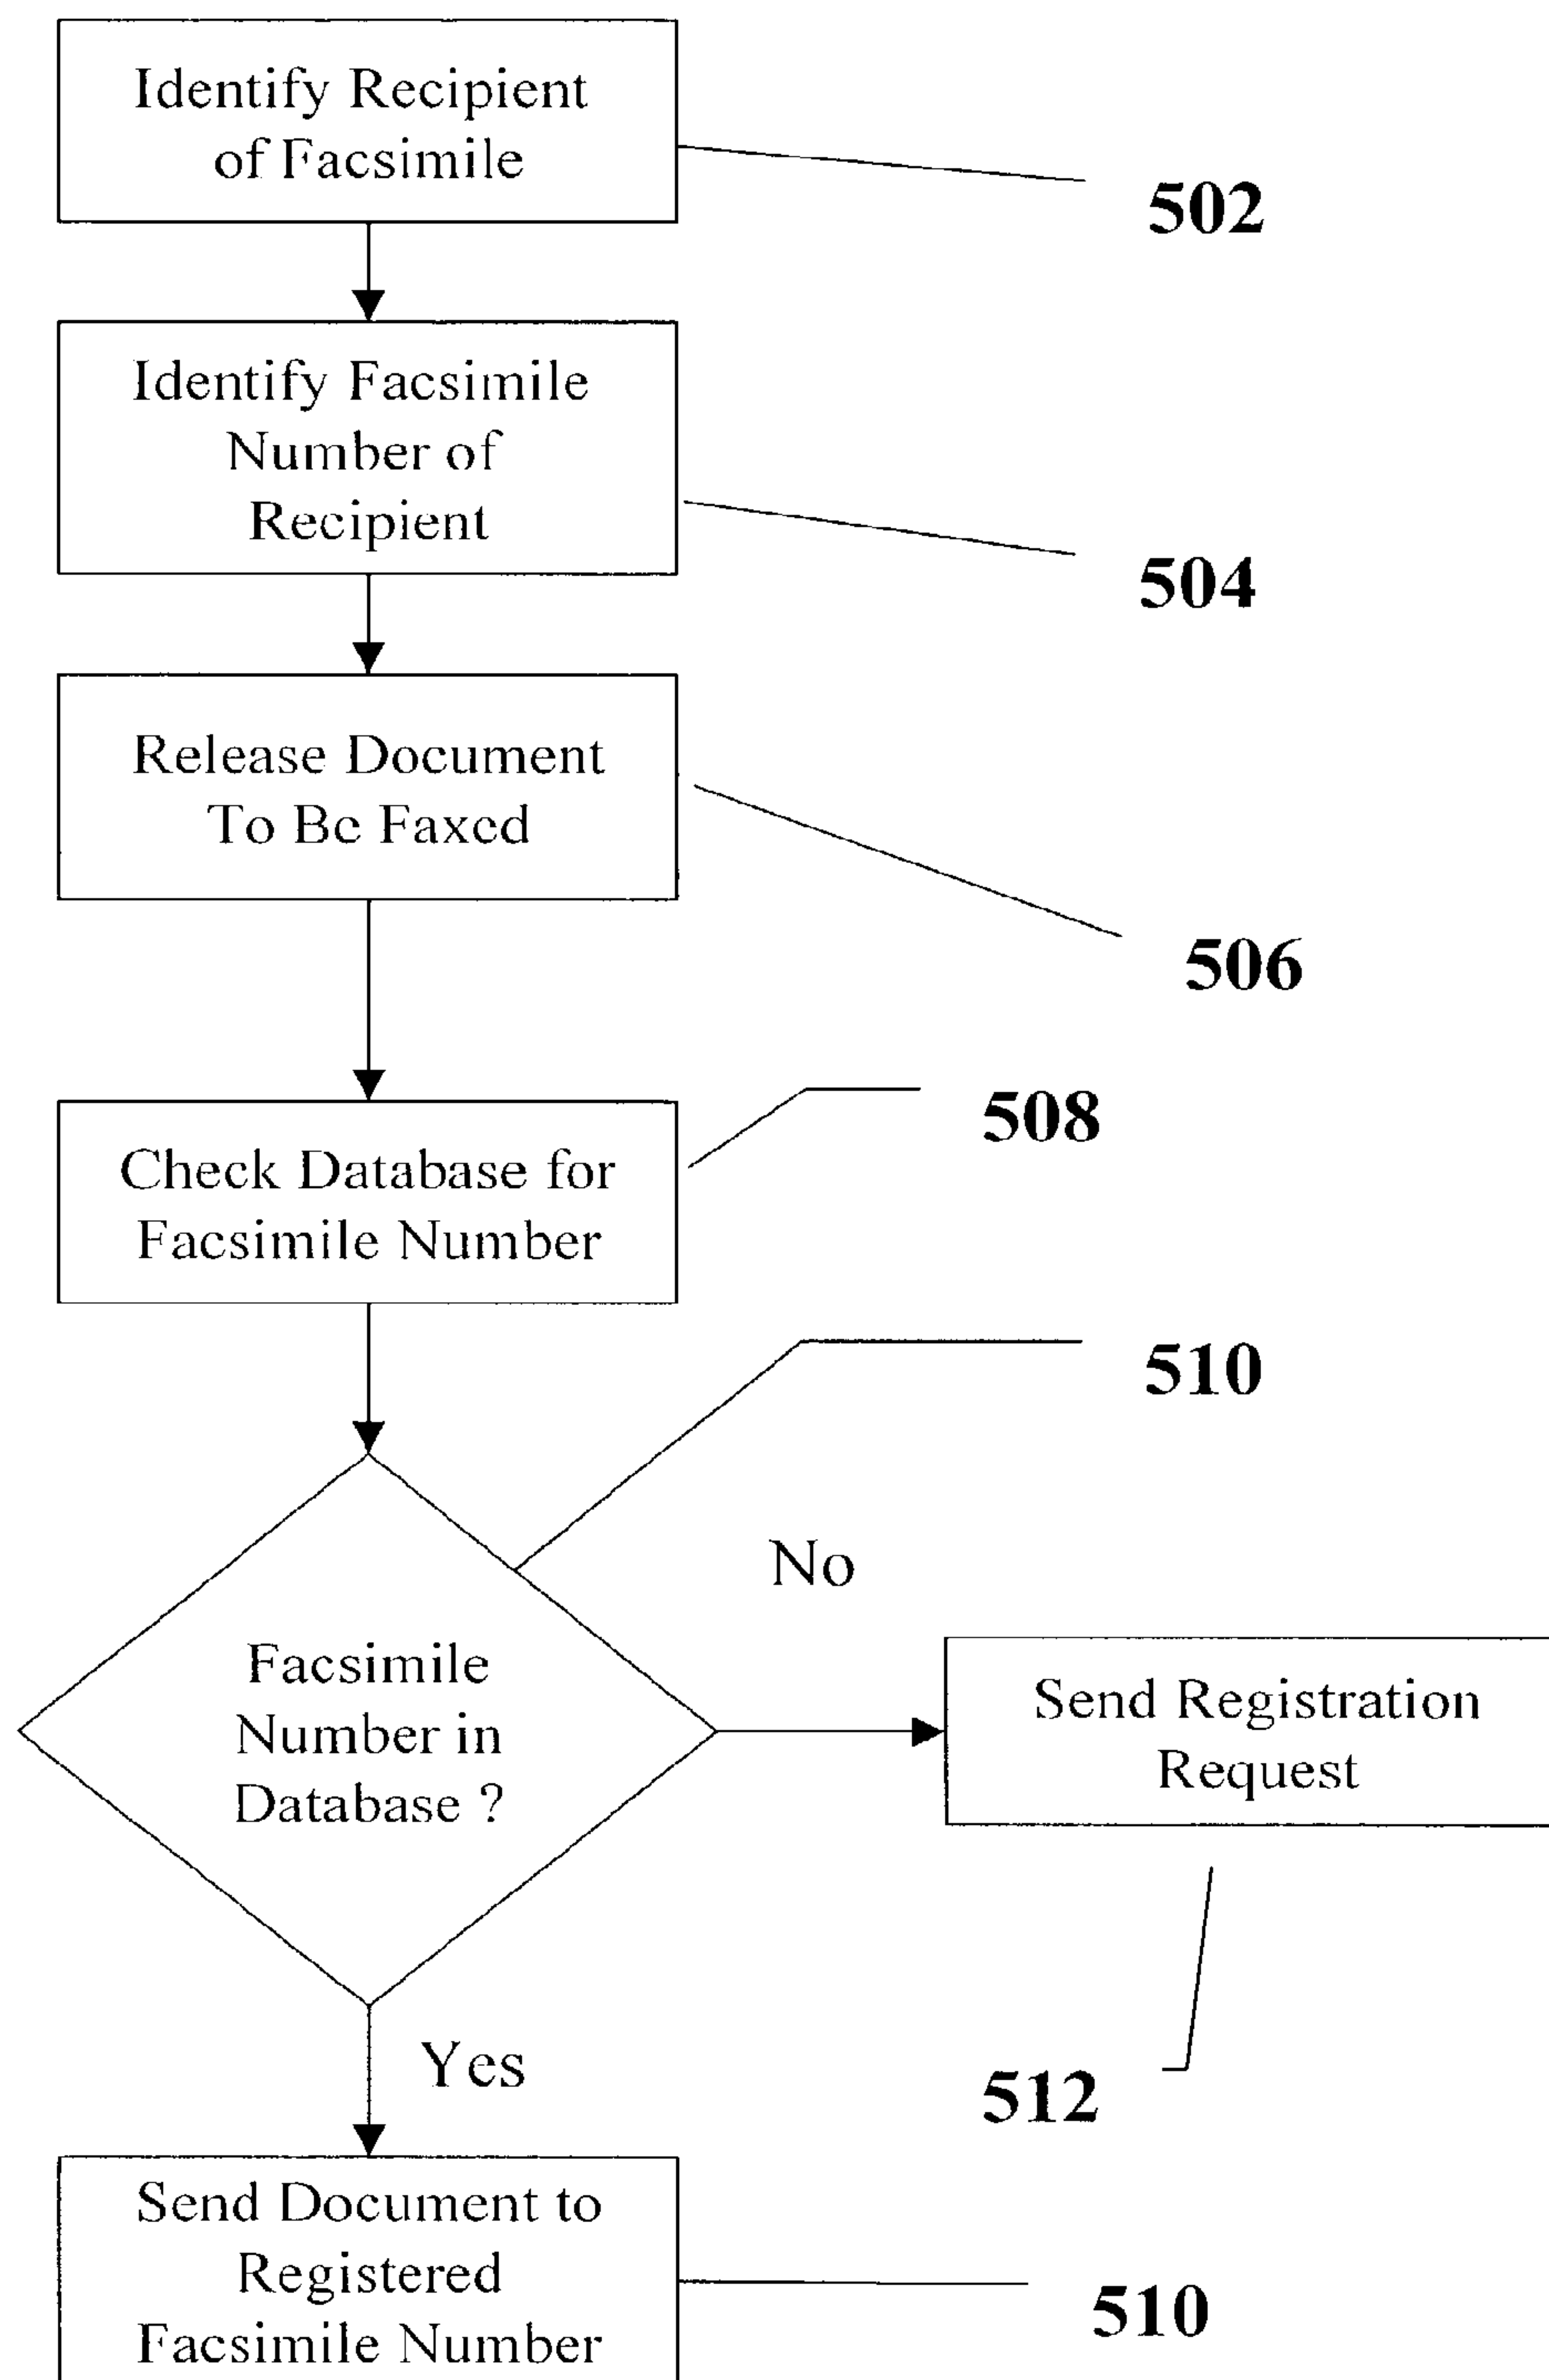 Identify Recipient
of Facsimile
502
Identify Facsimile
Number of
Recipient
504
Release Document
To Be Faxed
506
508
Check Database for
Facsimile Number
510
No
Facsimile
Number in
Database ?
Send Registration
Request
Yes
512
Send Document to
Registered
Facsimile Number
510